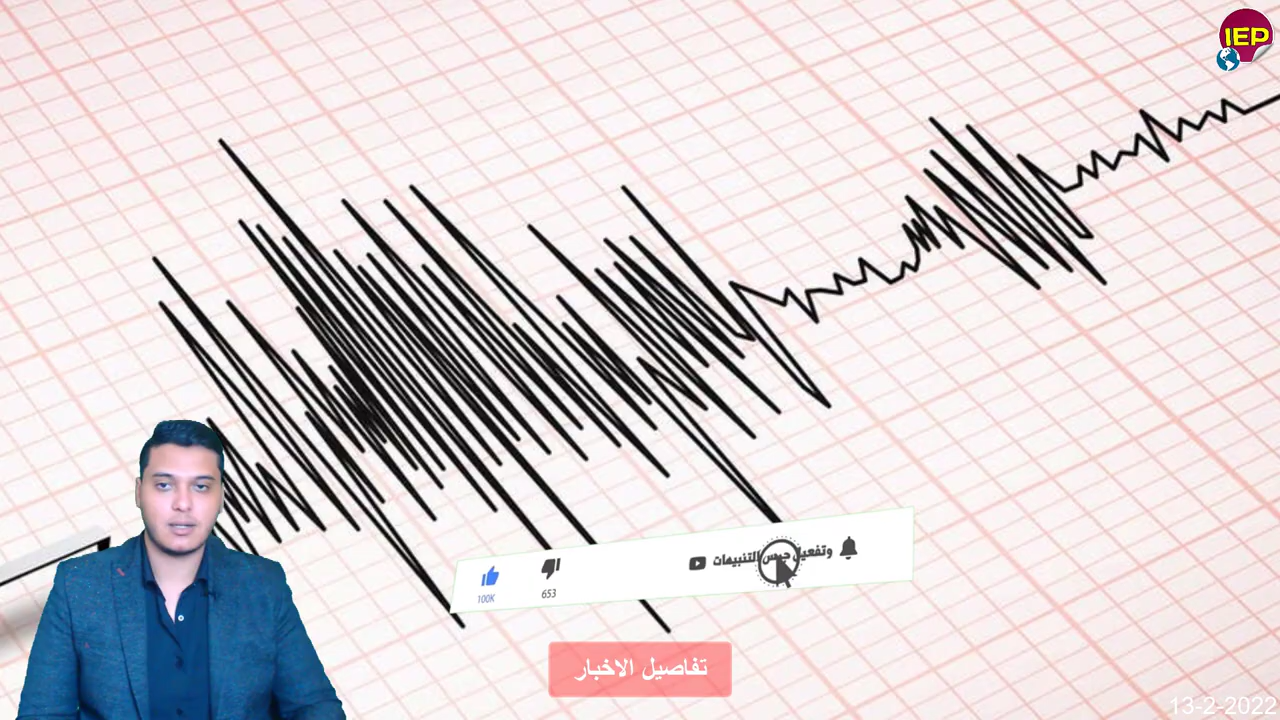 IEP
وتفعيل جرس التنبيهات
100K
653
تفاصيل الاخبار
13-2-2022